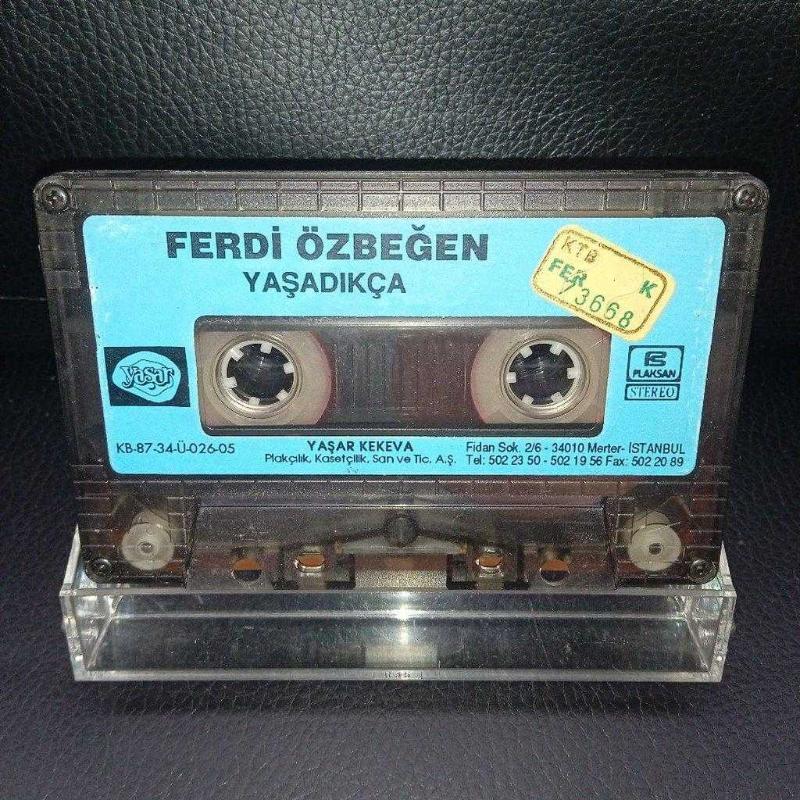 FERDİ ÖZBEĞEN
YAŞADIKÇA
KTB
FER K
/3668
yaşar
PLAKSAN
STEREO
KB-87-34-Ü-026-05
YAŞAR KEKEVA
Plakçılık, Kasetçilik, San ve Tic. A.Ş.
Fidan Sok. 2/6 - 34010 Merter- İSTANBUL
Tel: 502 23 50 - 502 19 56 Fax: 502 20 89